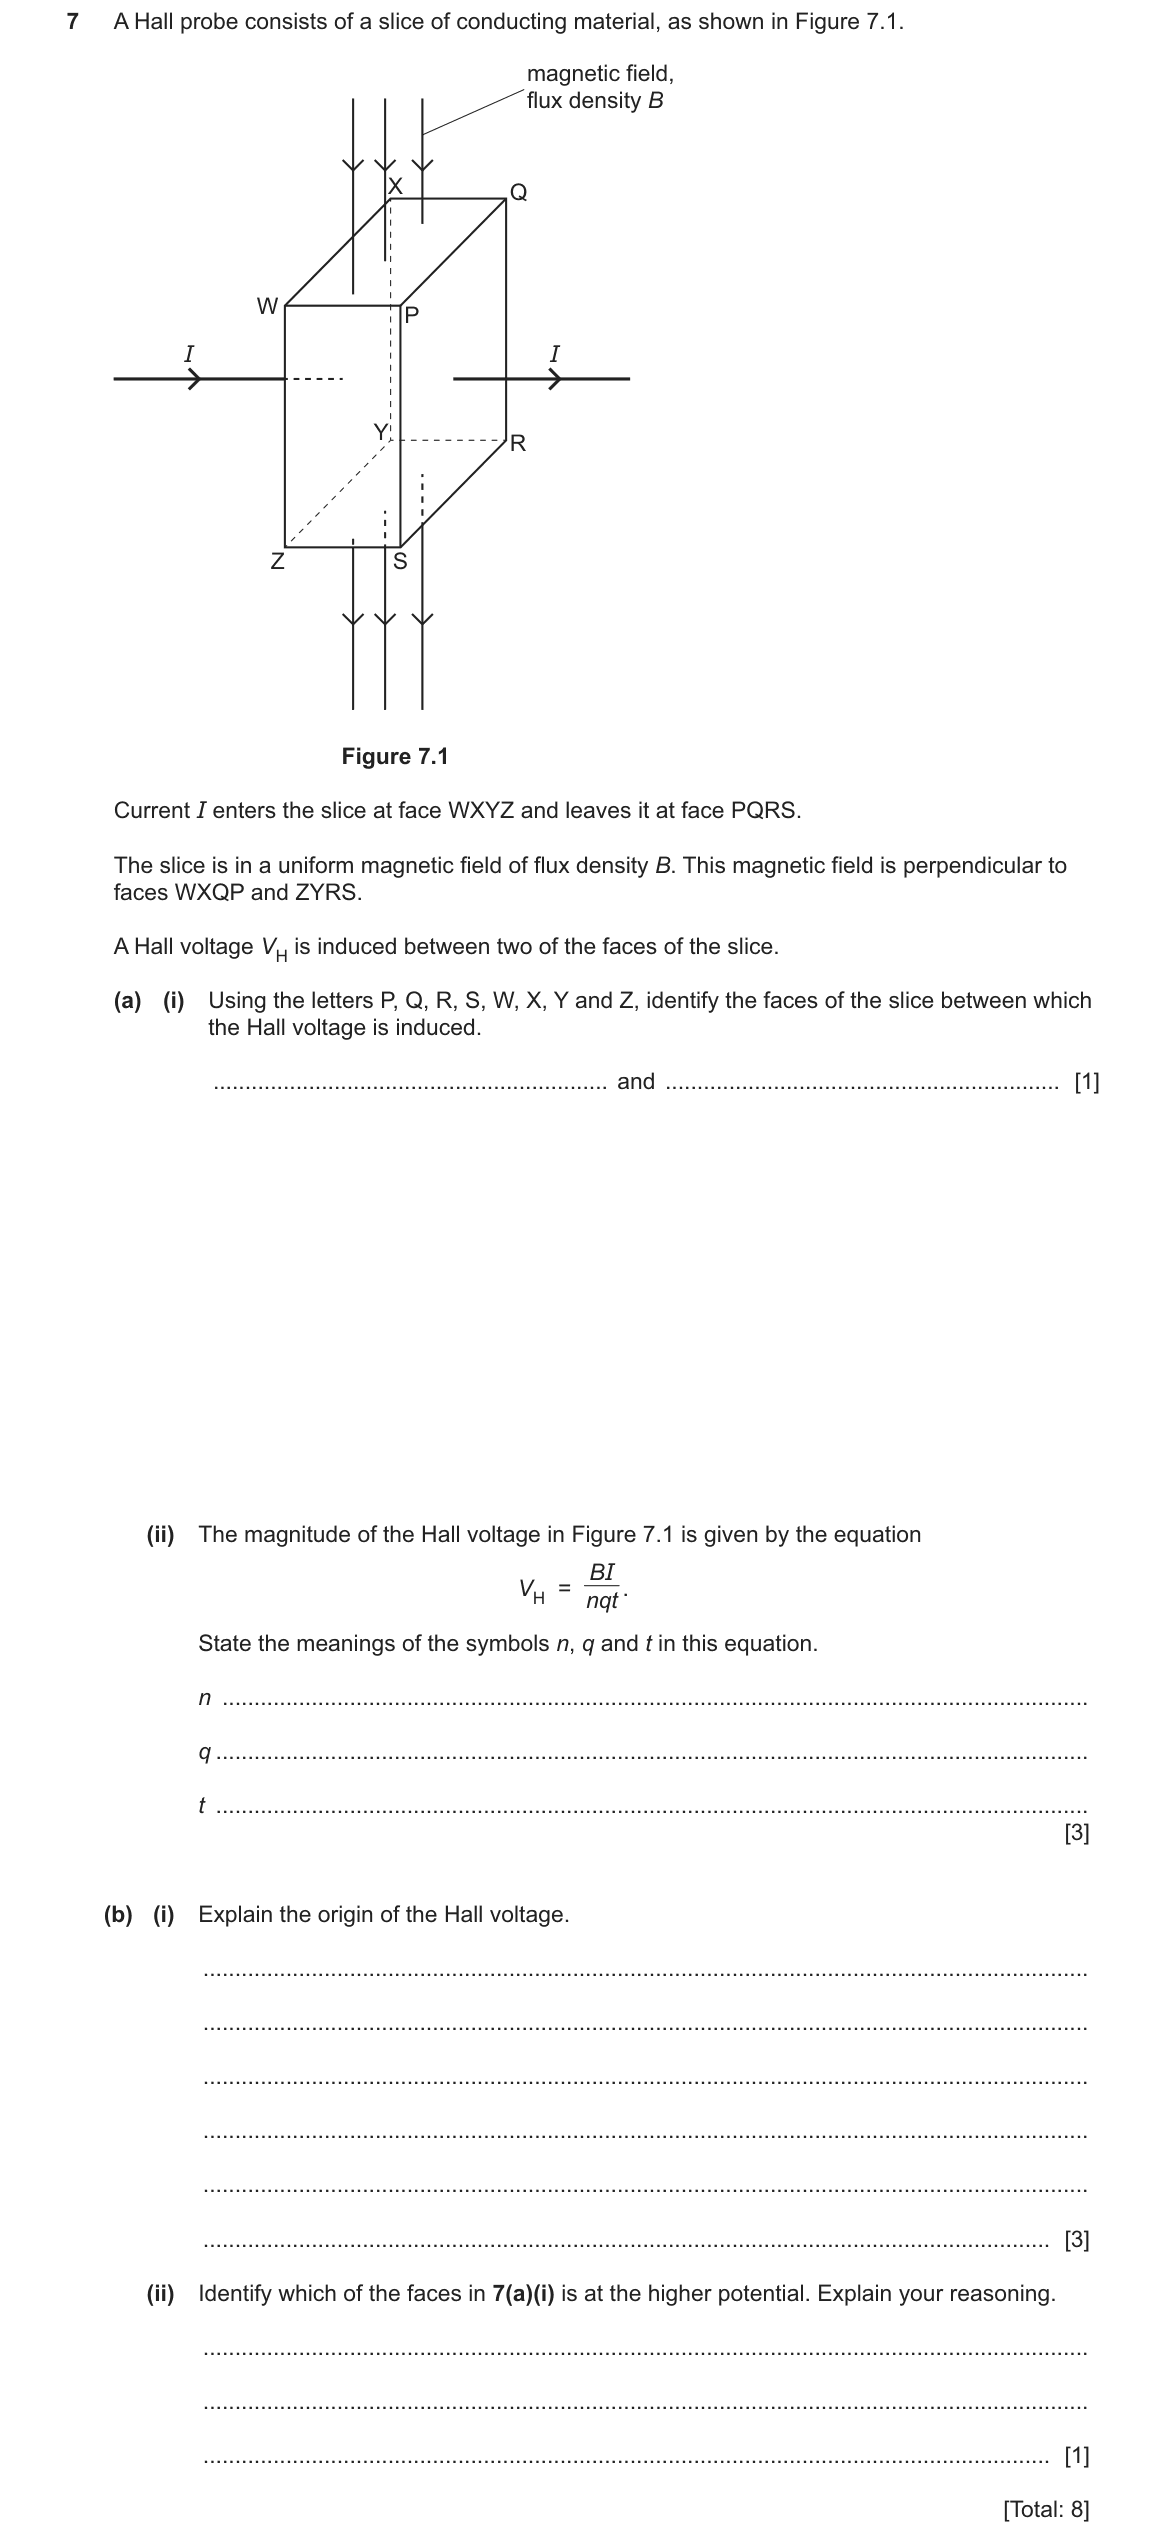 7 A Hall probe consists of a slice of conducting material, as shown in Figure 7.1.
magnetic field,
flux density B
X
Q
W
P
I
I
Y
R
Z
S
Figure 7.1
Current I enters the slice at face WXYZ and leaves it at face PQRS.
The slice is in a uniform magnetic field of flux density B. This magnetic field is perpendicular to
faces WXQP and ZYRS.
A Hall voltage V_H is induced between two of the faces of the slice.
(a) (i) Using the letters P, Q, R, S, W, X, Y and Z, identify the faces of the slice between which
the Hall voltage is induced.
.............................................................. and .............................................................. [1]
(ii) The magnitude of the Hall voltage in Figure 7.1 is given by the equation
V_H = BI/nqt.
State the meanings of the symbols n, q and t in this equation.
n ........................................................................................................................................
q ........................................................................................................................................
t ........................................................................................................................................
[3]
(b) (i) Explain the origin of the Hall voltage.
...........................................................................................................................................
...........................................................................................................................................
...........................................................................................................................................
...........................................................................................................................................
...........................................................................................................................................
..................................................................................................................................... [3]
(ii) Identify which of the faces in 7(a)(i) is at the higher potential. Explain your reasoning.
...........................................................................................................................................
...........................................................................................................................................
..................................................................................................................................... [1]
[Total: 8]